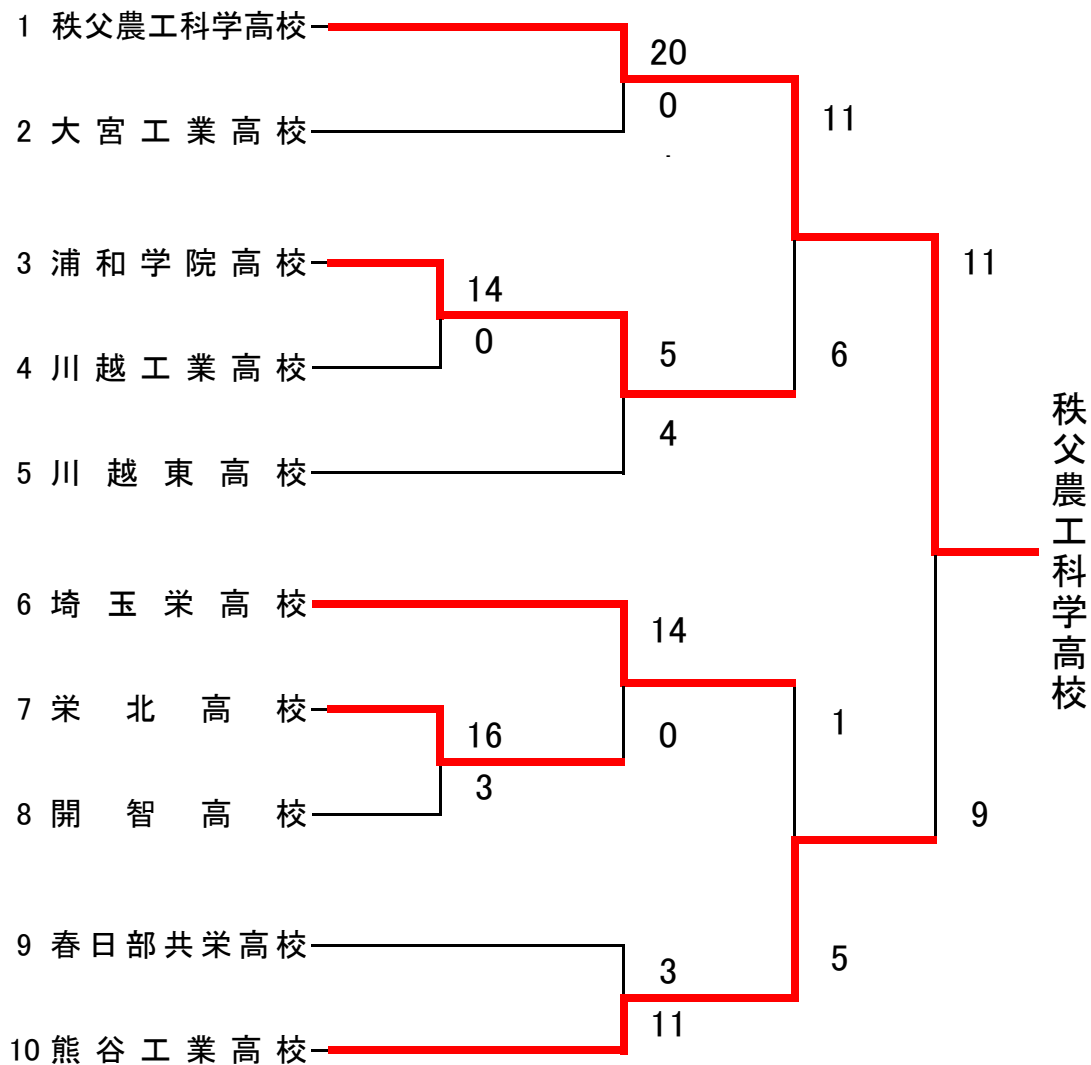 1 秩父農工科学高校
2 大宮工業高校
3 浦和学院高校
4 川越工業高校
5 川越東高校
6 埼玉栄高校
7 栄北高校
8 開智高校
9 春日部共栄高校
10 熊谷工業高校
14
0
16
3
20
0
5
4
14
0
3
11
11
6
1
5
11
9
秩父農工科学高校